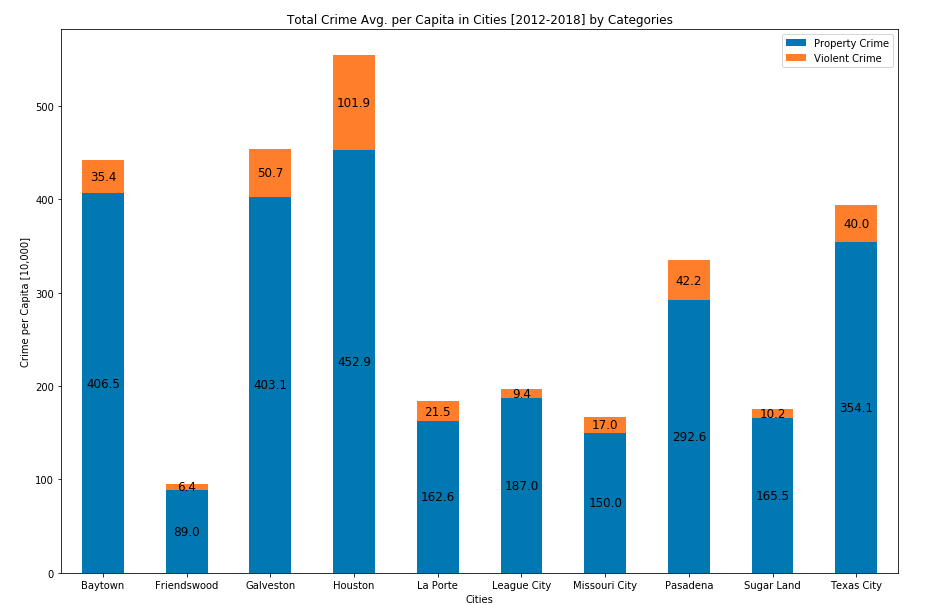 Total Crime Avg. per Capita in Cities [2012-2018] by Categories
Property Crime
Violent Crime
Crime per Capita [10,000]
500
400
300
200
100
0
35.4
406.5
6.4
89.0
50.7
403.1
101.9
452.9
21.5
162.6
9.4
187.0
17.0
150.0
42.2
292.6
10.2
165.5
40.0
354.1
Baytown
Friendswood
Galveston
Houston
La Porte
League City
Missouri City
Pasadena
Sugar Land
Texas City
Cities